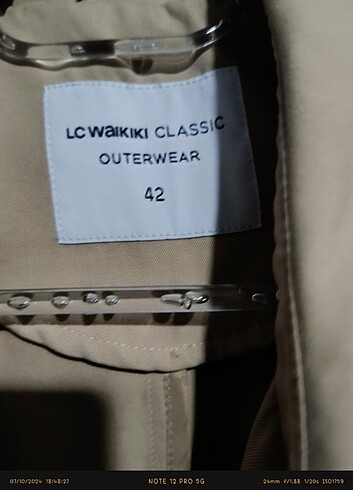 LC WAIKIKI CLASSIC
OUTERWEAR
42
07/10/2024 18:48:27 NOTE 12 PRO 5G 24mm f/1.88 1/20s ISO1759